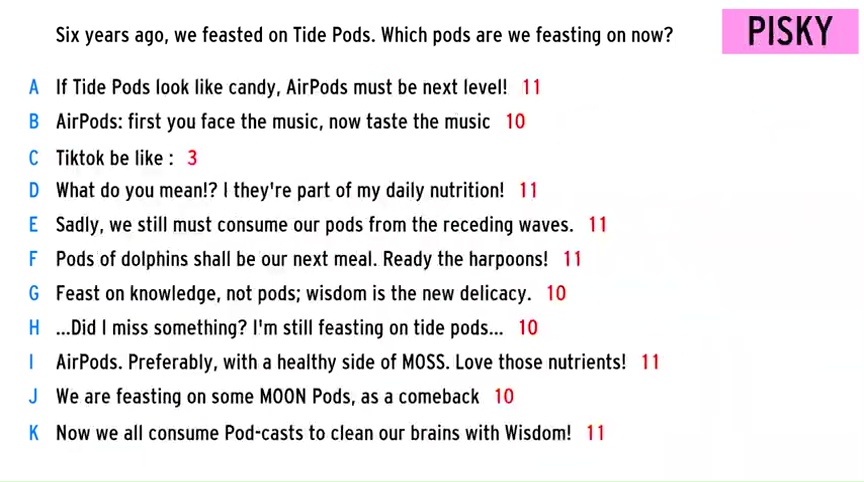 Six years ago, we feasted on Tide Pods. Which pods are we feasting on now?
PISKY
A If Tide Pods look like candy, AirPods must be next level! 11
B AirPods: first you face the music, now taste the music 10
C Tiktok be like : 3
D What do you mean!? I they're part of my daily nutrition! 11
E Sadly, we still must consume our pods from the receding waves. 11
F Pods of dolphins shall be our next meal. Ready the harpoons! 11
G Feast on knowledge, not pods; wisdom is the new delicacy. 10
H ...Did I miss something? I'm still feasting on tide pods... 10
I AirPods. Preferably, with a healthy side of MOSS. Love those nutrients! 11
J We are feasting on some MOON Pods, as a comeback 10
K Now we all consume Pod-casts to clean our brains with Wisdom! 11